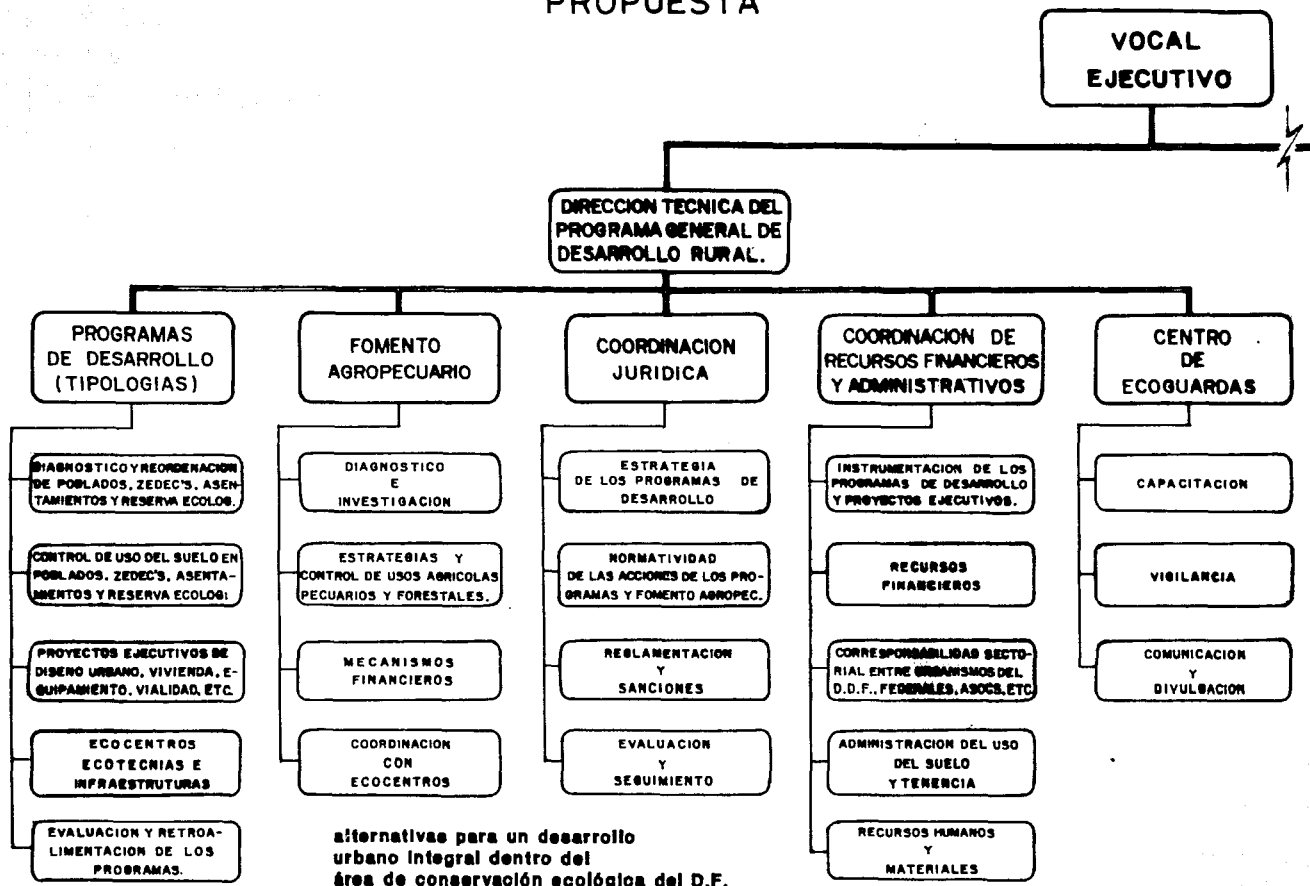 PROPUESTA
VOCAL
EJECUTIVO
DIRECCION TECNICA DEL
PROGRAMA GENERAL DE
DESARROLLO RURAL.
PROGRAMAS
DE DESARROLLO
(TIPOLOGIAS)
DIAGNOSTICO Y REORDENACION
DE POBLADOS, ZEDEC'S, ASEN-
TAMIENTOS Y RESERVA ECOLOG.
CONTROL DE USO DEL SUELO EN
POBLADOS, ZEDEC'S, ASENTA-
MIENTOS Y RESERVA ECOLOG:
PROYECTOS EJECUTIVOS DE
DISENO URBANO, VIVIENDA, E-
QUIPAMIENTO, VIALIDAD, ETC.
ECOCENTROS
ECOTECNIAS E
INFRAESTRUTURAS
EVALUACION Y RETROA-
LIMENTACION DE LOS
PROGRAMAS.
FOMENTO
AGROPECUARIO
DIAGNOSTICO
E
INVESTIGACION
ESTRATEGIAS Y
CONTROL DE USOS AGRICOLAS
PECUARIOS Y FORESTALES.
MECANISMOS
FINANCIEROS
COORDINACION
CON
ECOCENTROS
COORDINACION
JURIDICA
ESTRATEGIA
DE LOS PROGRAMAS DE
DESARROLLO
NORMATIVIDAD
DE LAS ACCIONES DE LOS PRO-
GRAMAS Y FOMENTO AGROPEC.
REGLAMENTACION
Y
SANCIONES
EVALUACION
Y
SEGUIMIENTO
COORDINACION DE
RECURSOS FINANCIEROS
Y ADMINISTRATIVOS
INSTRUMENTACION DE LOS
PROGRAMAS DE DESARROLLO
Y PROYECTOS EJECUTIVOS.
RECURSOS
FINANCIEROS
CORRESPONSABILIDAD SECTO-
RIAL ENTRE URBANISMOS DEL
D.D.F., FEDERALES, ASOCS, ETC.
ADMINISTRACION DEL USO
DEL SUELO
Y TENENCIA
RECURSOS HUMANOS
Y
MATERIALES
CENTRO
DE
ECOGUARDAS
CAPACITACION
VIGILANCIA
COMUNICACION
Y
DIVULGACION
alternativas para un desarrollo
urbano integral dentro del
área de conservación ecológica del D.F.